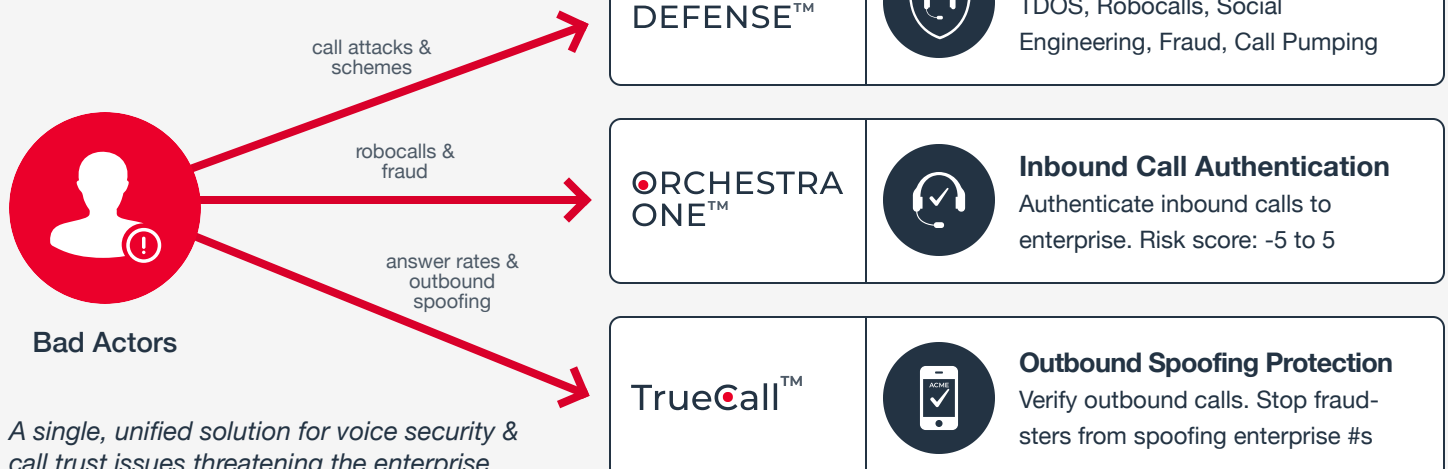 call attacks &
schemes
robocalls &
fraud
answer rates &
outbound
spoofing
Bad Actors
A single, unified solution for voice security &
call trust issues threatening the enterprise
DEFENSE™
TDOS, Robocalls, Social
Engineering, Fraud, Call Pumping
ORCHESTRA
ONE™
Inbound Call Authentication
Authenticate inbound calls to
enterprise. Risk score: -5 to 5
TrueCall™
ACME
Outbound Spoofing Protection
Verify outbound calls. Stop fraud-
sters from spoofing enterprise #s